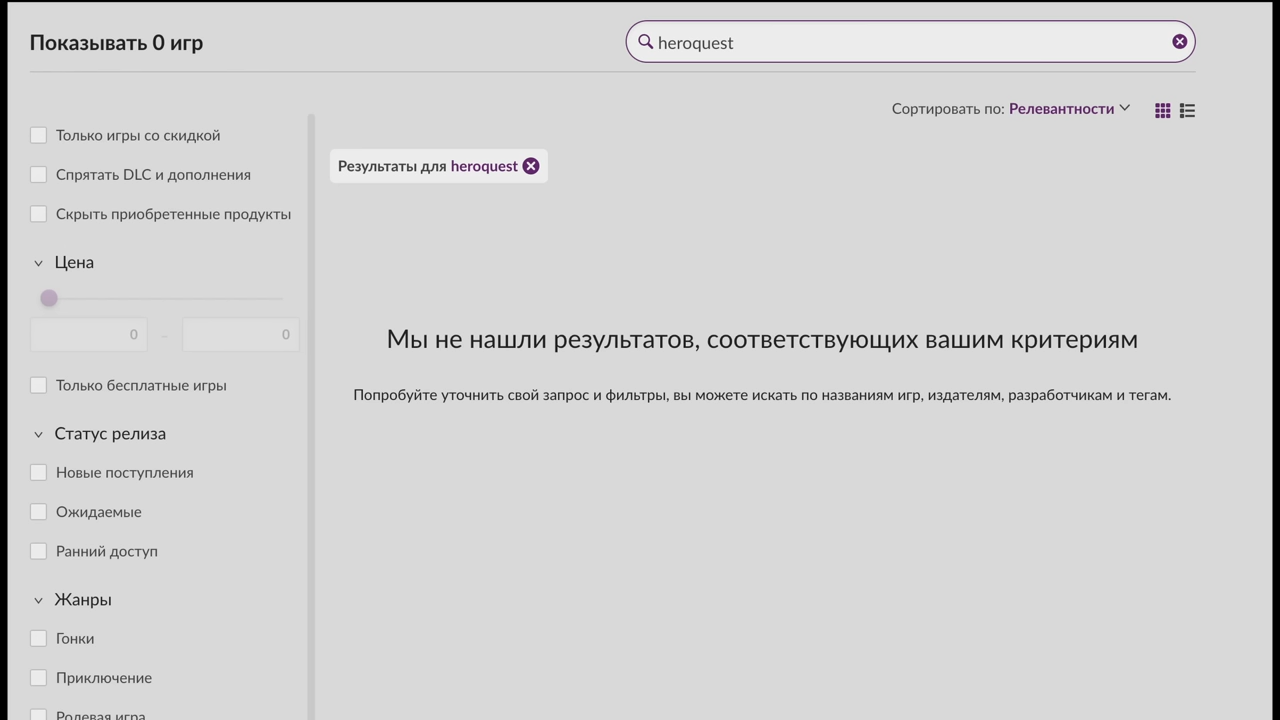 Показывать 0 игр
heroquest
Сортировать по: Релевантности
Только игры со скидкой
Спрятать DLC и дополнения
Скрыть приобретенные продукты
Цена
0 - 0
Только бесплатные игры
Статус релиза
Новые поступления
Ожидаемые
Ранний доступ
Жанры
Гонки
Приключение
Ролевая игра
Результаты для heroquest
Мы не нашли результатов, соответствующих вашим критериям
Попробуйте уточнить свой запрос и фильтры, вы можете искать по названиям игр, издателям, разработчикам и тегам.